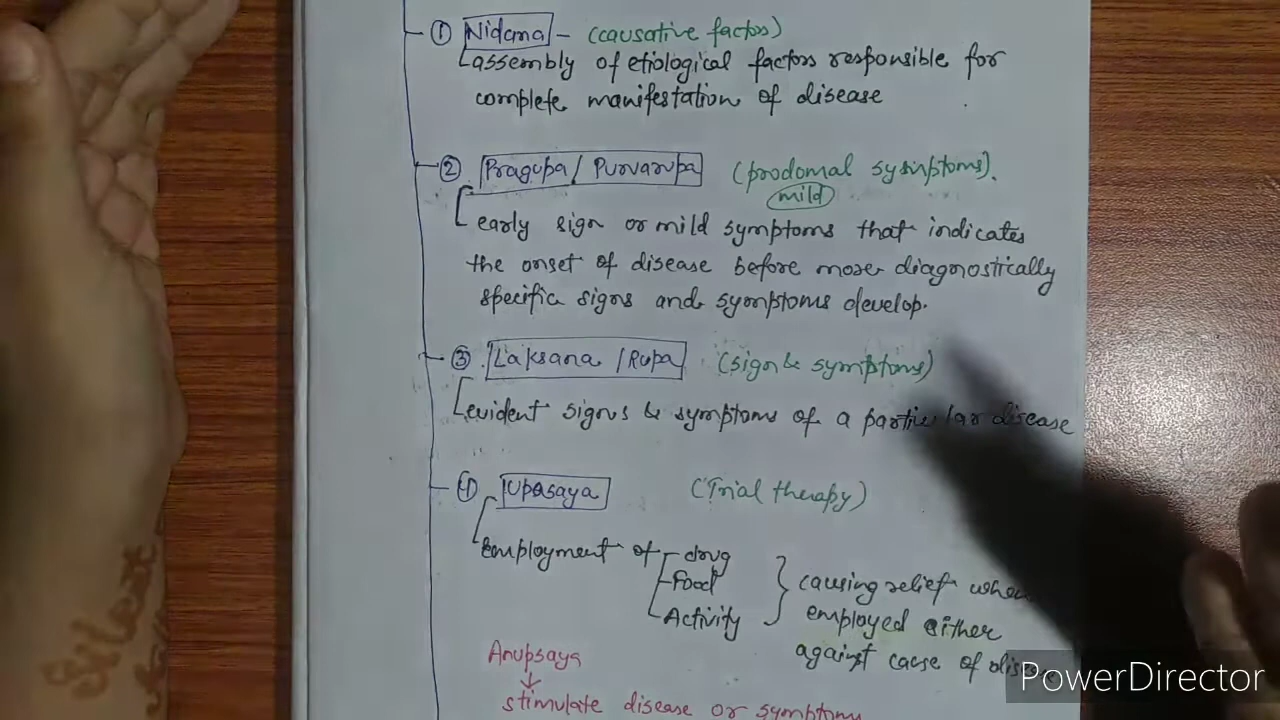 ① Nidana - (causative factors)
assembly of etiological factors responsible for
complete manifestation of disease
② Pragupa / Purvarupa (prodomal symptoms).
mild
early sign or mild symptoms that indicates
the onset of disease before more diagnostically
specific signs and symptoms develop.
③ Laksana / Rupa (sign & symptoms)
evident signs & symptoms of a particular disease
④ Upasaya (Trial therapy)
employment of drug
Food
Activity
causing relief when
employed either
against cause of disease
Anupsaya
↓
stimulate disease or symptoms
PowerDirector